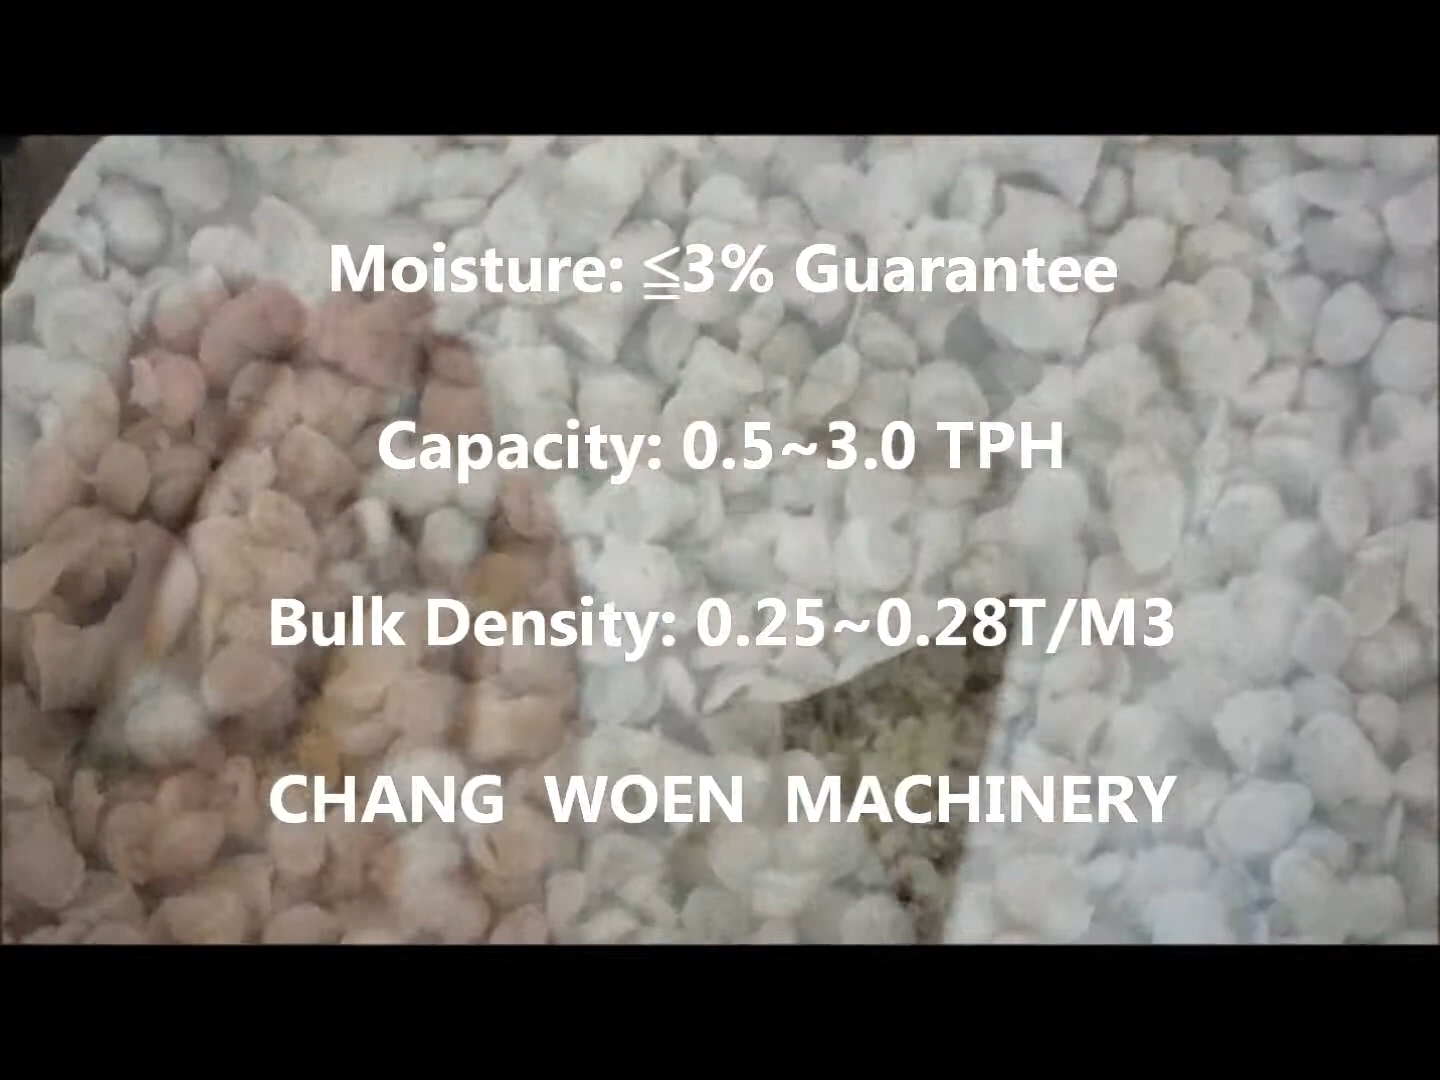 Moisture: ≦3% Guarantee
Capacity: 0.5~3.0 TPH
Bulk Density: 0.25~0.28T/M3
CHANG WOEN MACHINERY